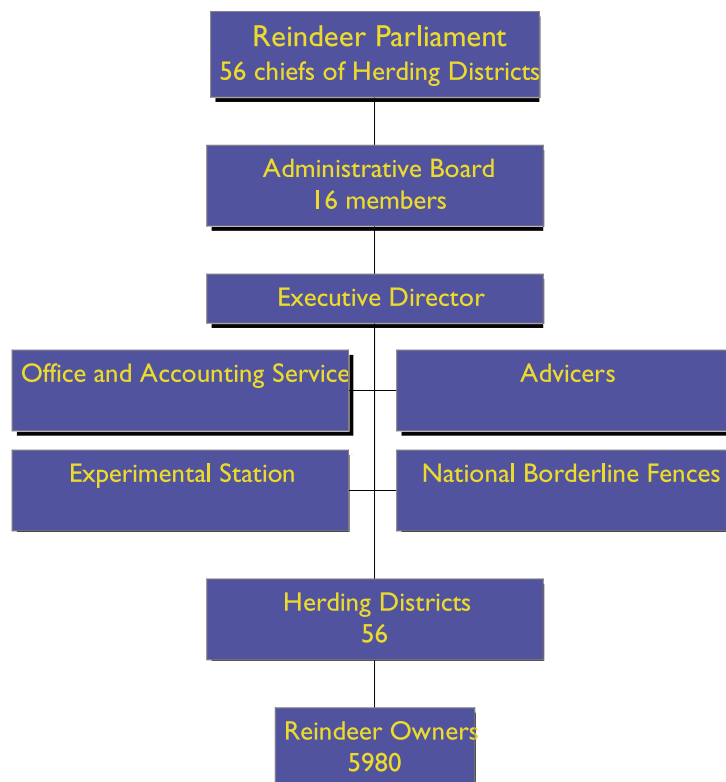 Reindeer Parliament
56 chiefs of Herding Districts
Administrative Board
16 members
Executive Director
Office and Accounting Service
Advicers
Experimental Station
National Borderline Fences
Herding Districts
56
Reindeer Owners
5980